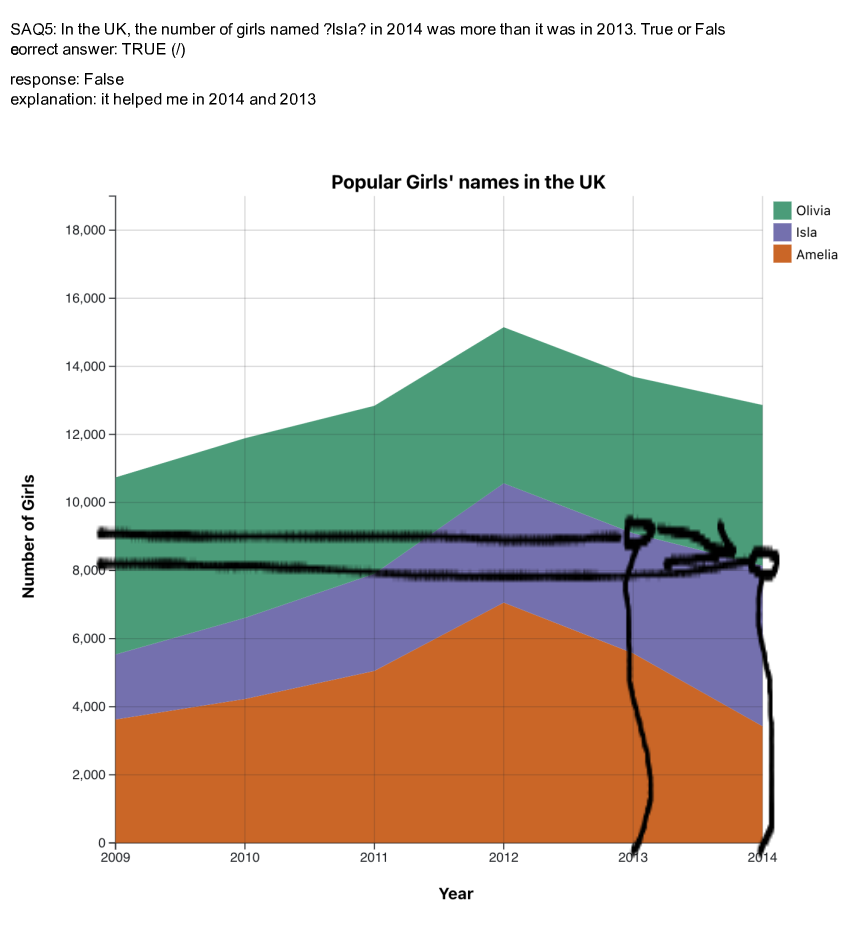 SAQ5: In the UK, the number of girls named ?Isla? in 2014 was more than it was in 2013. True or Fals
eorrect answer: TRUE (/)
response: False
explanation: it helped me in 2014 and 2013
Popular Girls' names in the UK
Olivia
Isla
Amelia
18,000
16,000
14,000
12,000
10,000
8,000
6,000
4,000
2,000
0
Number of Girls
2009 2010 2011 2012 2013 2014
Year